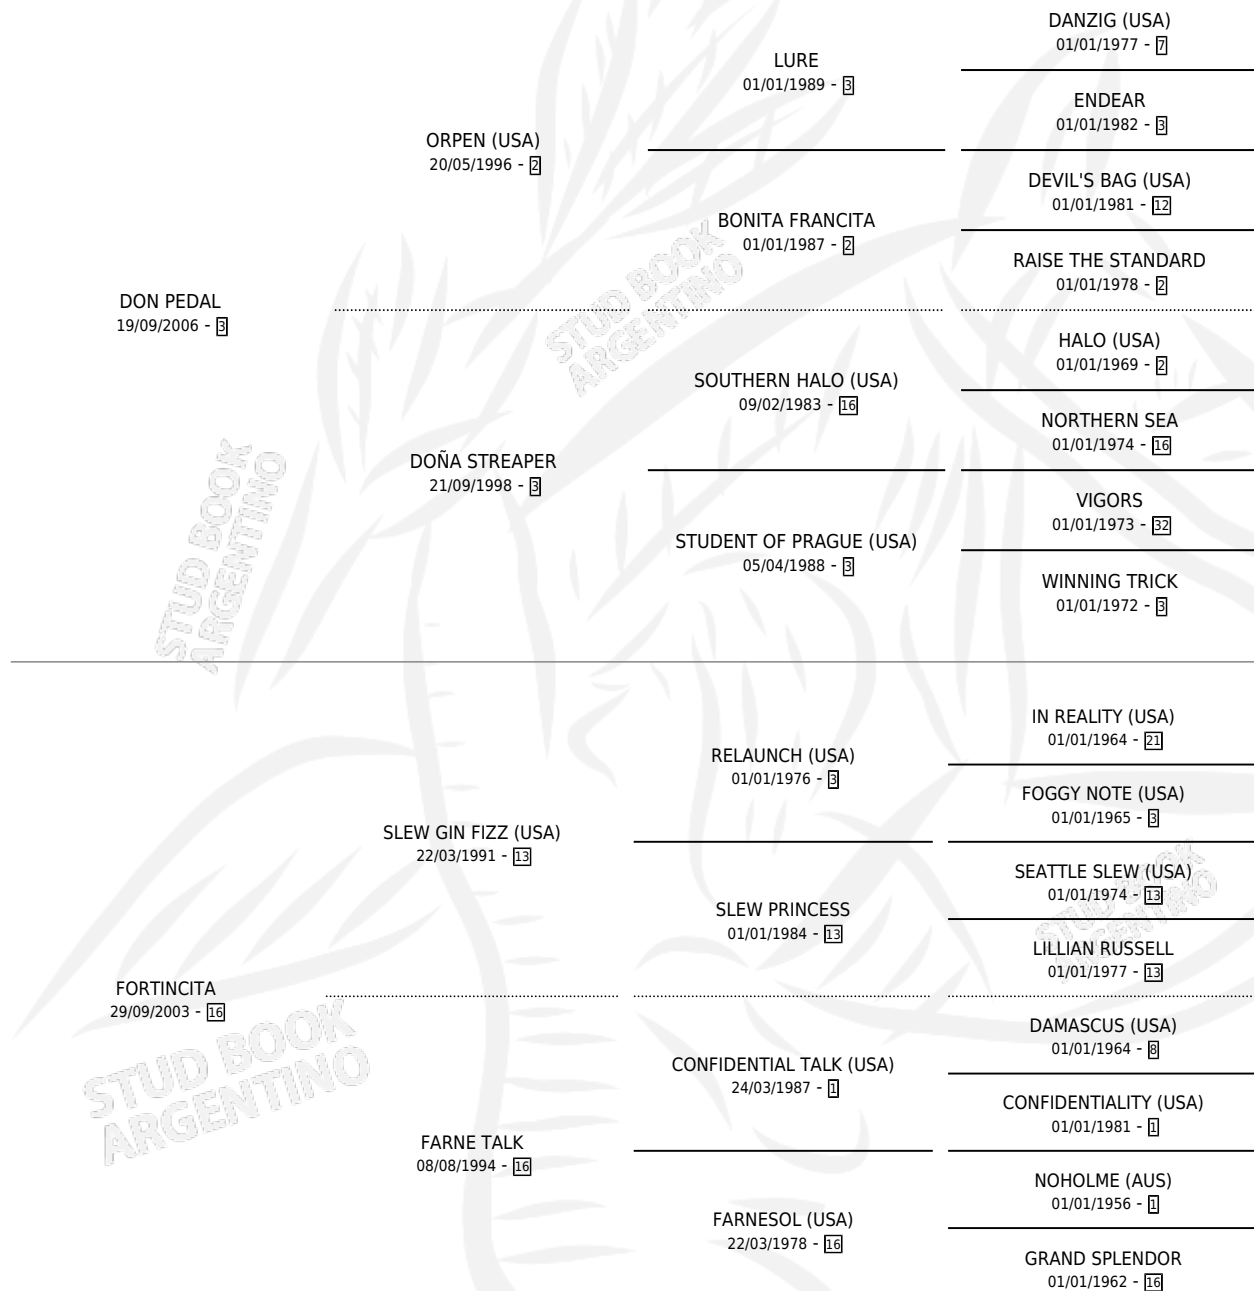 DANZIG (USA)
01/01/1977 - 7
LURE
01/01/1989 - 3
ENDEAR
01/01/1982 - 3
ORPEN (USA)
20/05/1996 - 2
DEVIL'S BAG (USA)
01/01/1981 - 12
BONITA FRANCITA
01/01/1987 - 2
RAISE THE STANDARD
01/01/1978 - 2
DON PEDAL
19/09/2006 - 3
HALO (USA)
01/01/1969 - 2
SOUTHERN HALO (USA)
09/02/1983 - 16
NORTHERN SEA
01/01/1974 - 16
DOÑA STREAPER
21/09/1998 - 3
VIGORS
01/01/1973 - 32
STUDENT OF PRAGUE (USA)
05/04/1988 - 3
WINNING TRICK
01/01/1972 - 3
IN REALITY (USA)
01/01/1964 - 21
RELAUNCH (USA)
01/01/1976 - 3
FOGGY NOTE (USA)
01/01/1965 - 3
SLEW GIN FIZZ (USA)
22/03/1991 - 13
SEATTLE SLEW (USA)
01/01/1974 - 13
SLEW PRINCESS
01/01/1984 - 13
LILLIAN RUSSELL
01/01/1977 - 13
FORTINCITA
29/09/2003 - 16
DAMASCUS (USA)
01/01/1964 - 8
CONFIDENTIAL TALK (USA)
24/03/1987 - 1
CONFIDENTIALITY (USA)
01/01/1981 - 1
FARNE TALK
08/08/1994 - 16
NOHOLME (AUS)
01/01/1956 - 1
FARNESOL (USA)
22/03/1978 - 16
GRAND SPLENDOR
01/01/1962 - 16
STUD BOOK
ARGENTINO
STUD BOOK
ARGENTINO
STUD BOOK
ARGENTINO
STUD BOOK
ARGENTINO